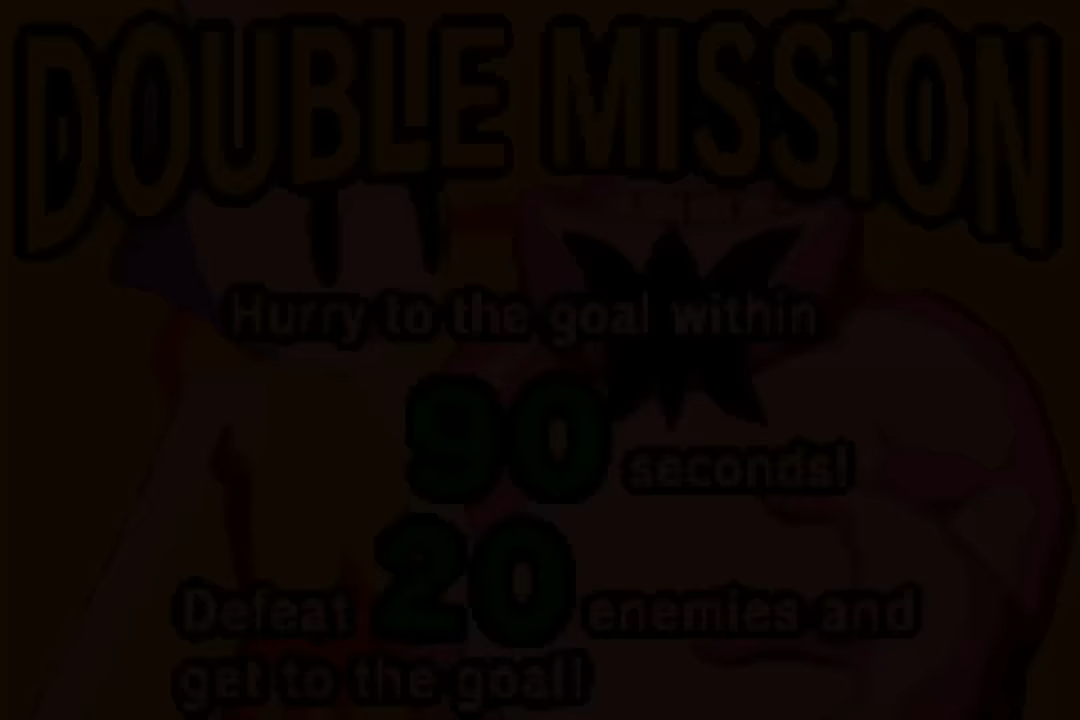 DOUBLE MISSION
Hurry to the goal within
90 seconds!
Defeat 20 enemies and
get to the goal!